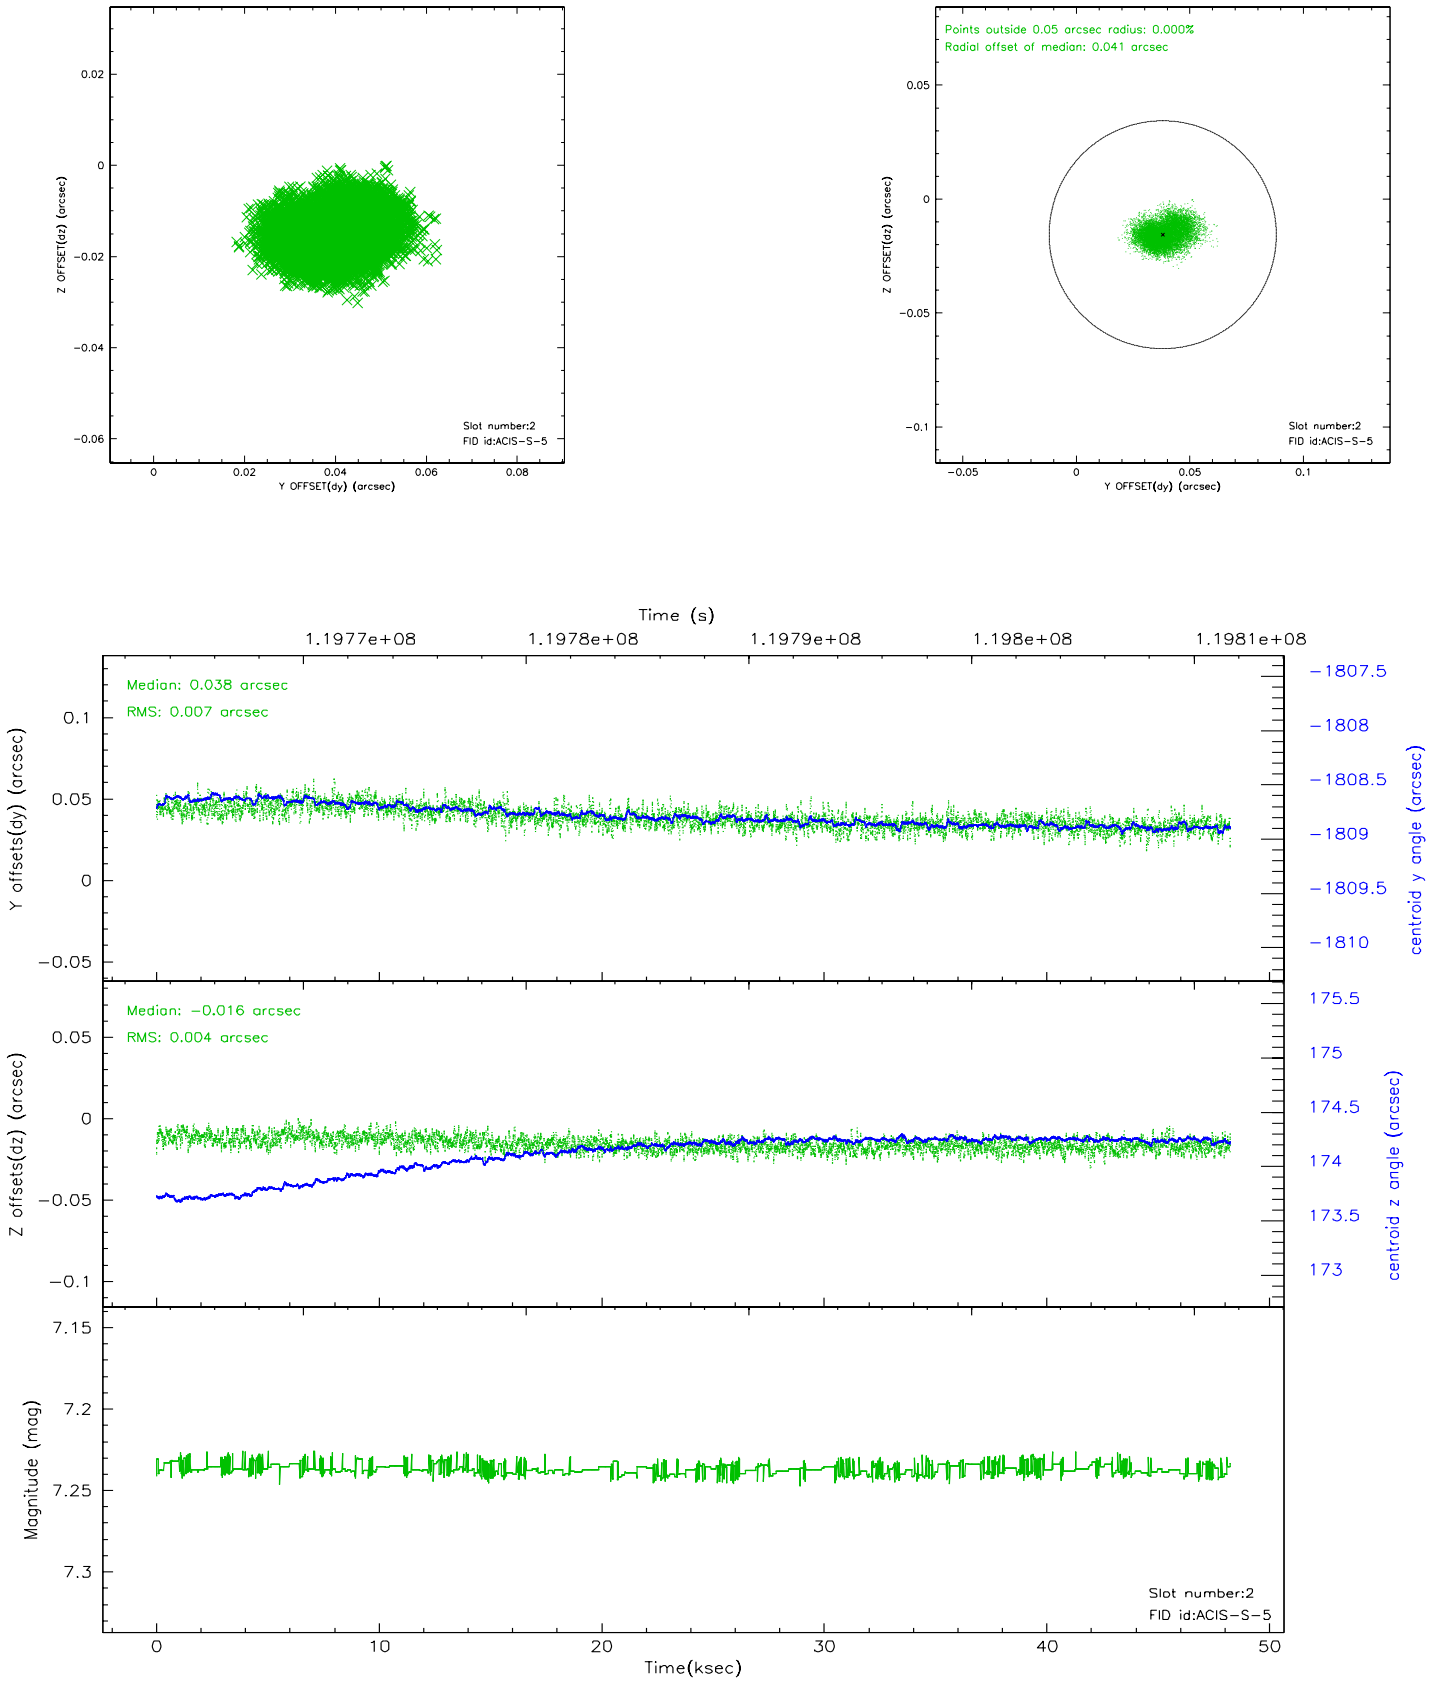 0.02
0
−0.02
−0.04
−0.06
Z OFFSET(dz) (arcsec)
Slot number:2
FID id:ACIS−S−5
0 0.02 0.04 0.06 0.08
Y OFFSET(dy) (arcsec)
Points outside 0.05 arcsec radius: 0.000%
Radial offset of median: 0.041 arcsec
0.05
0
−0.05
−0.1
Z OFFSET(dz) (arcsec)
Slot number:2
FID id:ACIS−S−5
−0.05 0 0.05 0.1
Y OFFSET(dy) (arcsec)
Time (s)
1.1977e+08 1.1978e+08 1.1979e+08 1.198e+08 1.1981e+08
Median: 0.038 arcsec
RMS: 0.007 arcsec
0.1
0.05
0
−0.05
Y offsets(dy) (arcsec)
−1807.5
−1808
−1808.5
−1809
−1809.5
−1810
centroid y angle (arcsec)
Median: −0.016 arcsec
RMS: 0.004 arcsec
0.05
0
−0.05
−0.1
Z offsets(dz) (arcsec)
175.5
175
174.5
174
173.5
173
centroid z angle (arcsec)
7.15
7.2
7.25
7.3
Magnitude (mag)
Slot number:2
FID id:ACIS−S−5
0 10 20 30 40 50
Time(ksec)